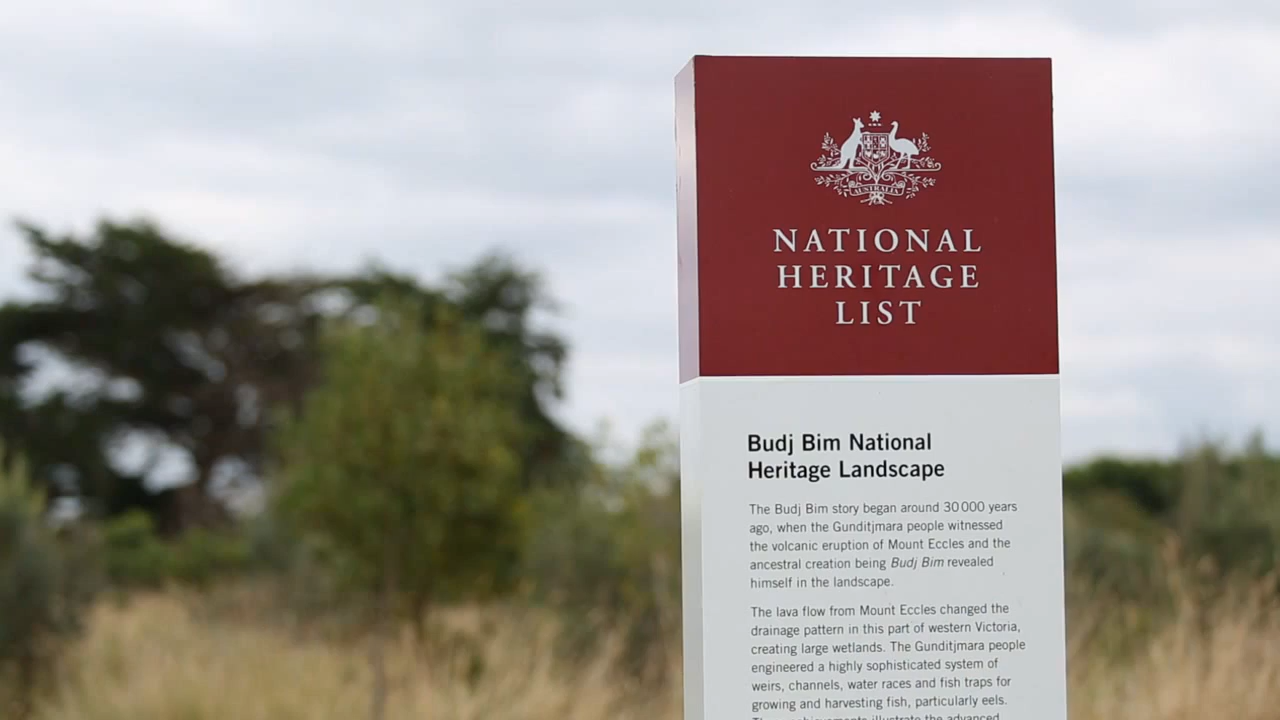 AUSTRALIA
NATIONAL
HERITAGE
LIST
Budj Bim National
Heritage Landscape
The Budj Bim story began around 30 000 years
ago, when the Gunditjmara people witnessed
the volcanic eruption of Mount Eccles and the
ancestral creation being Budj Bim revealed
himself in the landscape.
The lava flow from Mount Eccles changed the
drainage pattern in this part of western Victoria,
creating large wetlands. The Gunditjmara people
engineered a highly sophisticated system of
weirs, channels, water races and fish traps for
growing and harvesting fish, particularly eels.
achievements illustrate the advanced